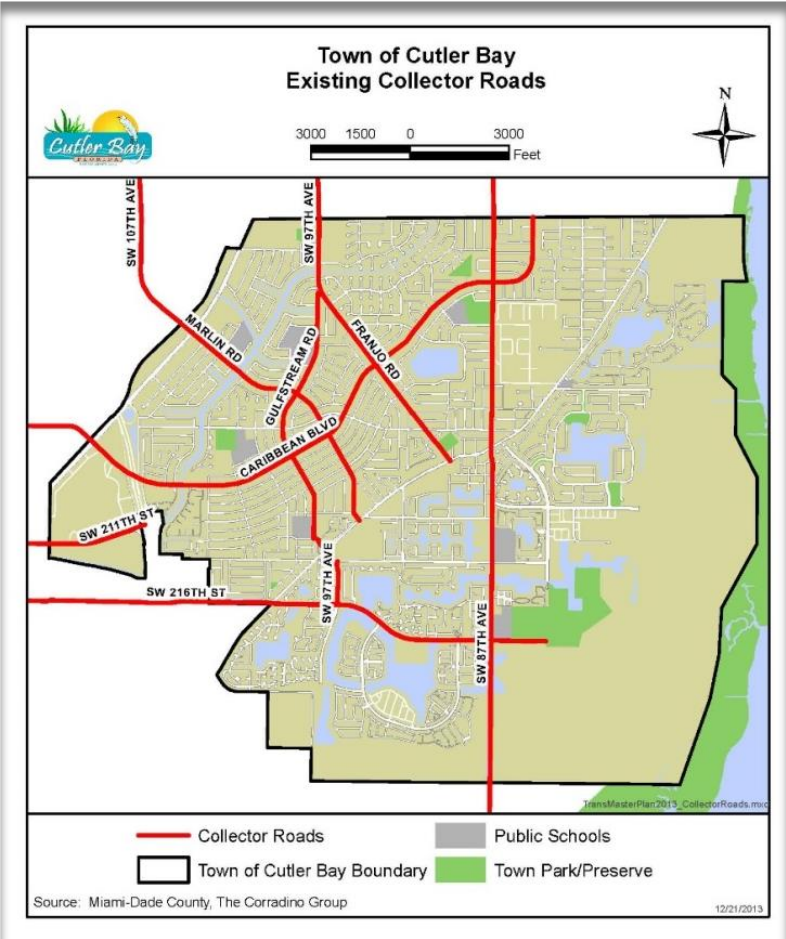 Town of Cutler Bay
Existing Collector Roads
Cutler Bay
FLORIDA
N
3000 1500 0 3000
Feet
SW 107TH AVE
SW 97TH AVE
MARLIN RD
GULFSTREAM RD
FRANJO RD
CARIBBEAN BLVD
SW 211TH ST
SW 97TH AVE
SW 216TH ST
SW 87TH AVE
TransMasterPlan2013_CollectorRoads.mxd
Collector Roads
Public Schools
Town of Cutler Bay Boundary
Town Park/Preserve
Source: Miami-Dade County, The Corradino Group
12/21/2013